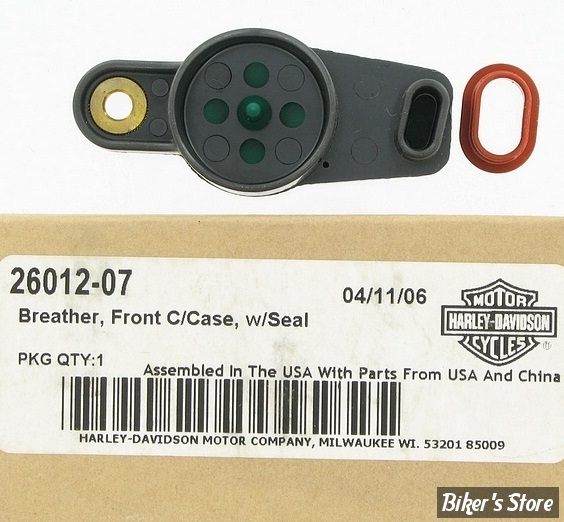 26012-07
04/11/06
Breather, Front C/Case, w/Seal
MOTOR
HARLEY-DAVIDSON
CYCLES
®
PKG QTY:1
Assembled In The USA With Parts From USA And China
HARLEY-DAVIDSON MOTOR COMPANY, MILWAUKEE WI. 53201 85009
Biker's Store